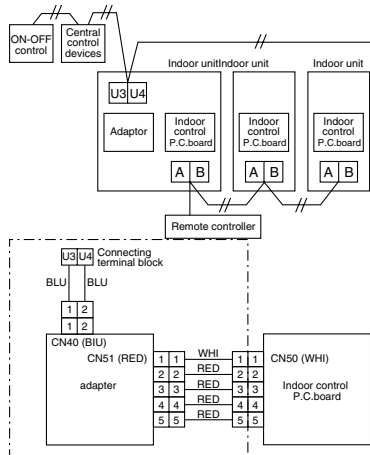 ON-OFF
control
Central
control
devices
Indoor unit
Indoor unit
Indoor unit
U3 U4
Adaptor
Indoor
control
P.C.board
Indoor
control
P.C.board
Indoor
control
P.C.board
A B
A B
A B
Remote controller
U3 U4
Connecting
terminal block
BLU
BLU
1 2
1 2
CN40 (BIU)
CN51 (RED)
adapter
1 1 WHI 1 1
2 2 RED 2 2
3 3 RED 3 3
4 4 RED 4 4
5 5 RED 5 5
CN50 (WHI)
Indoor control
P.C.board